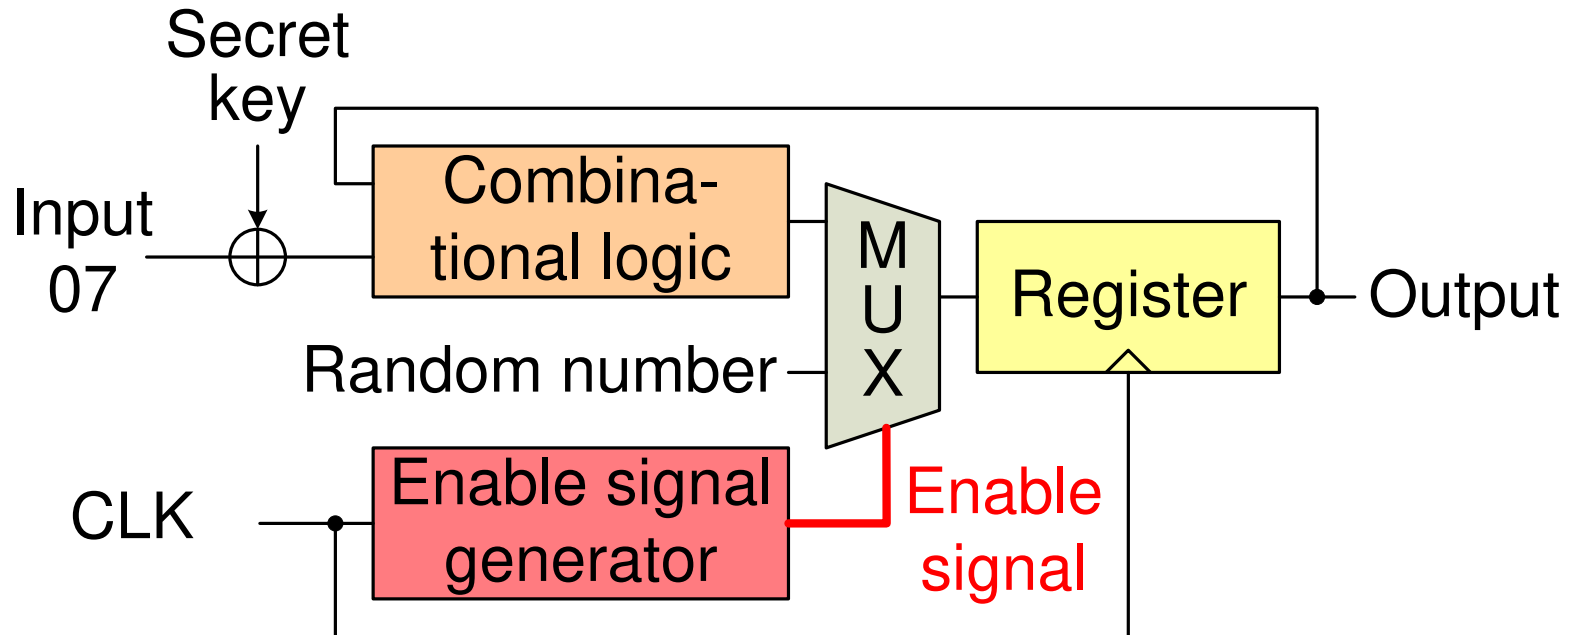 Secret
key
Input
07
Combina-
tional logic
M
U
X
Register
Output
Random number
CLK
Enable signal
generator
Enable
signal